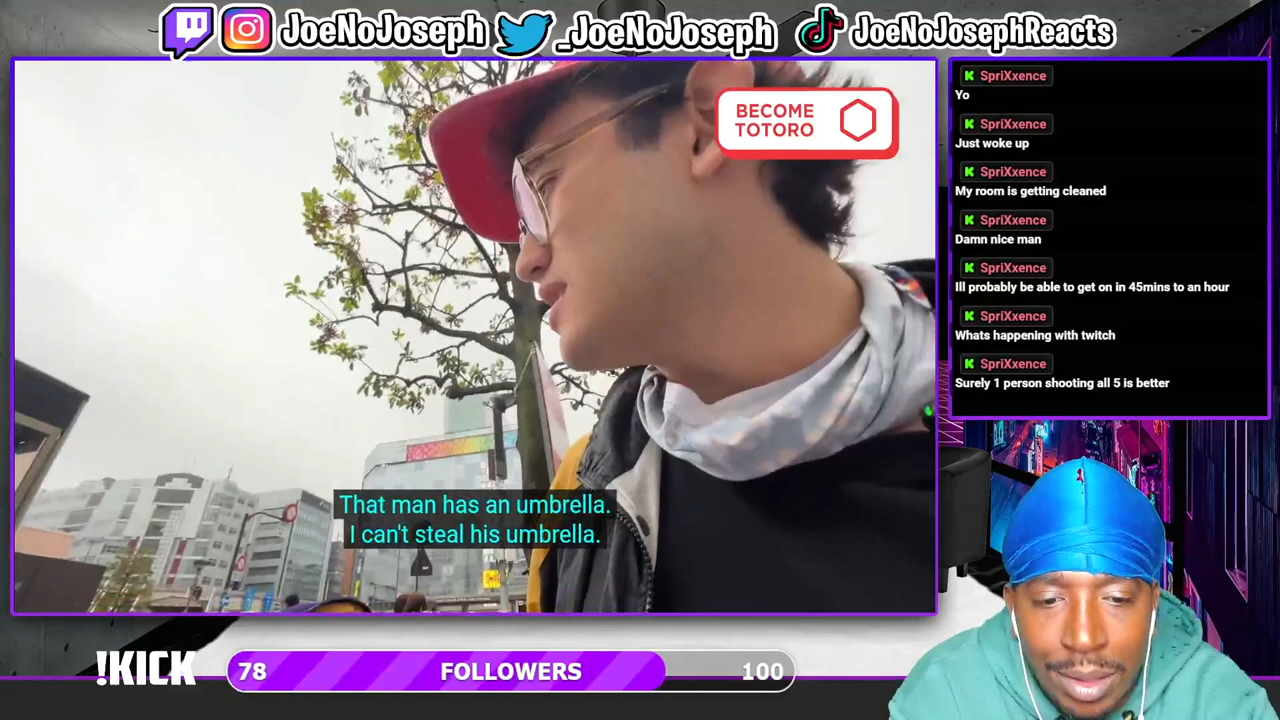 JoeNoJoseph
_JoeNoJoseph
JoeNoJosephReacts
BECOME
TOTORO
That man has an umbrella.
I can't steal his umbrella.
K SpriXxence
Yo
K SpriXxence
Just woke up
K SpriXxence
My room is getting cleaned
K SpriXxence
Damn nice man
K SpriXxence
Ill probably be able to get on in 45mins to an hour
K SpriXxence
Whats happening with twitch
K SpriXxence
Surely 1 person shooting all 5 is better
!KICK
78 FOLLOWERS 100